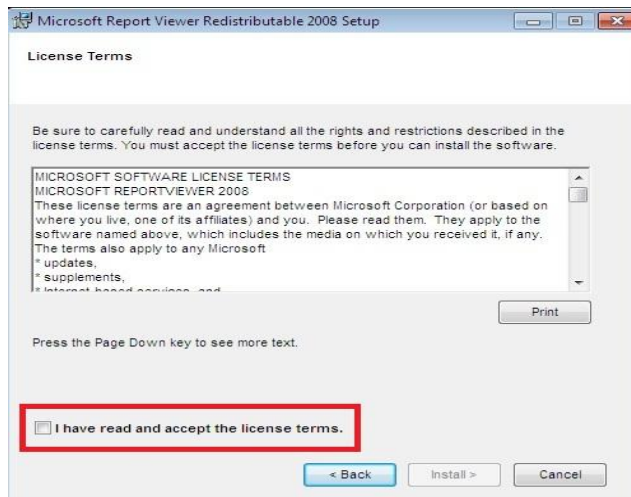 Microsoft Report Viewer Redistributable 2008 Setup
License Terms
Be sure to carefully read and understand all the rights and restrictions described in the
license terms. You must accept the license terms before you can install the software.
MICROSOFT SOFTWARE LICENSE TERMS
MICROSOFT REPORTVIEWER 2008
These license terms are an agreement between Microsoft Corporation (or based on
where you live, one of its affiliates) and you. Please read them. They apply to the
software named above, which includes the media on which you received it, if any.
The terms also apply to any Microsoft
* updates,
* supplements,
* Internet-based services, and
Print
Press the Page Down key to see more text.
I have read and accept the license terms.
< Back
Install >
Cancel